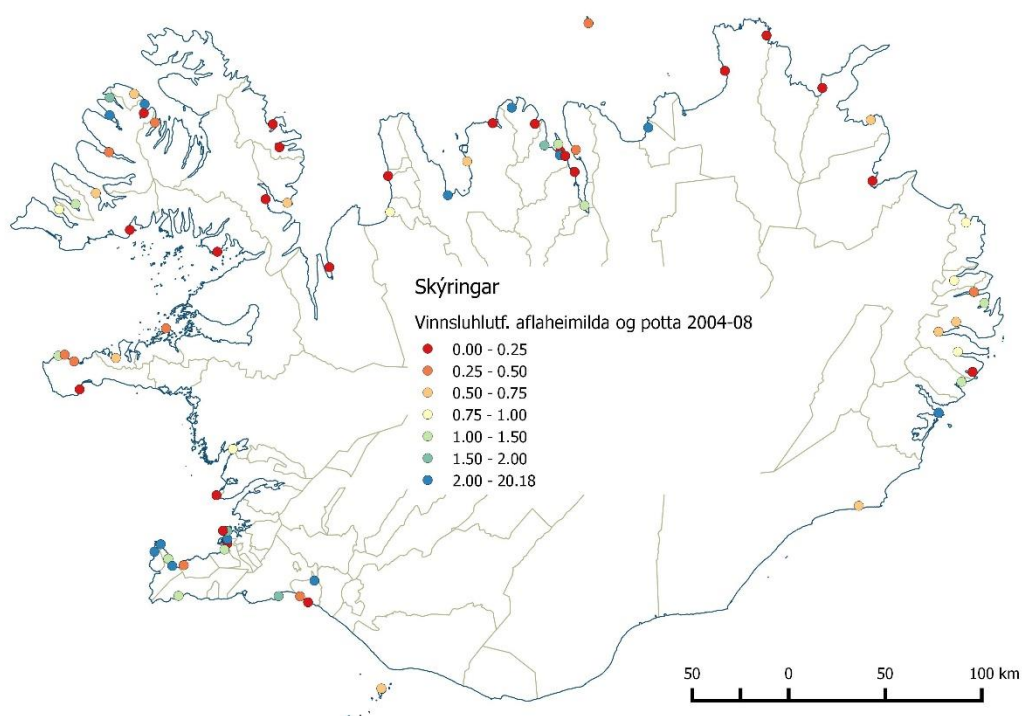 Skýringar
Vinnsluhlutf. aflaheimilda og potta 2004-08
0.00 - 0.25
0.25 - 0.50
0.50 - 0.75
0.75 - 1.00
1.00 - 1.50
1.50 - 2.00
2.00 - 20.18
50 0 50 100 km